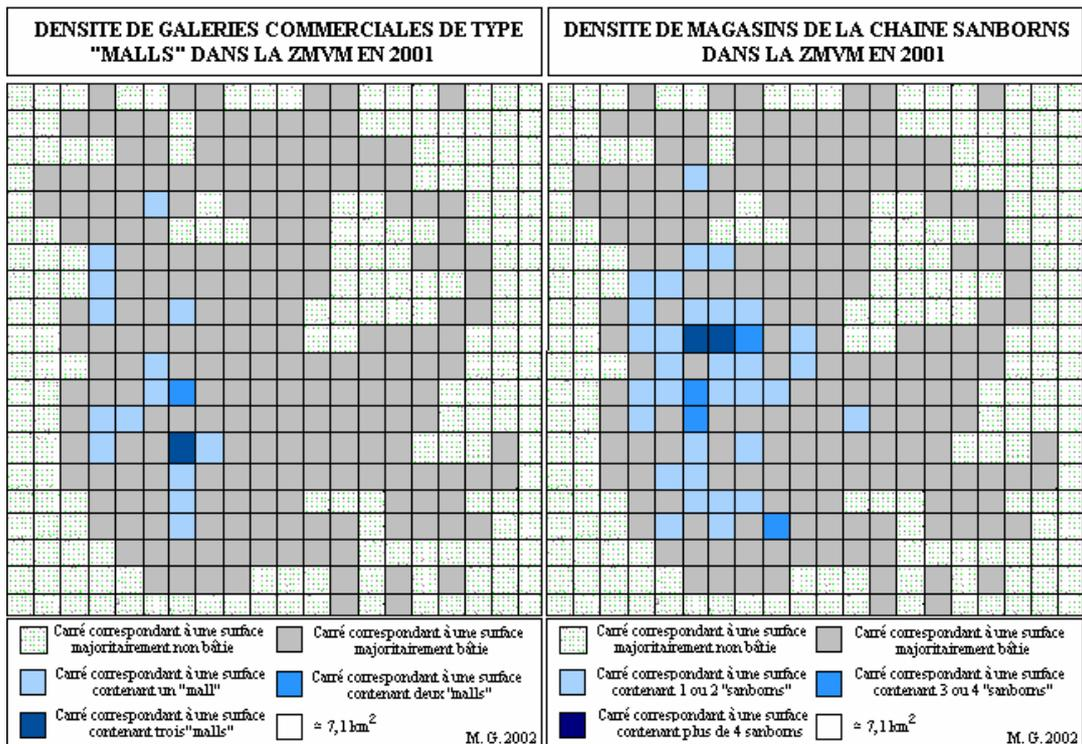 DENSITE DE GALERIES COMMERCIALES DE TYPE
"MALLS" DANS LA ZMVM EN 2001
Carré correspondant à une surface
majoritairement non bâtie
Carré correspondant à une surface
majoritairement bâtie
Carré correspondant à une surface
contenant un "mall"
Carré correspondant à une surface
contenant deux "malls"
Carré correspondant à une surface
contenant trois "malls"
≃ 7,1 km²
M. G. 2002
DENSITE DE MAGASINS DE LA CHAINE SANBORNS
DANS LA ZMVM EN 2001
Carré correspondant à une surface
majoritairement non bâtie
Carré correspondant à une surface
majoritairement bâtie
Carré correspondant à une surface
contenant 1 ou 2 "sanborns"
Carré correspondant à une surface
contenant 3 ou 4 "sanborns"
Carré correspondant à une surface
contenant plus de 4 sanborns
≃ 7,1 km²
M. G. 2002